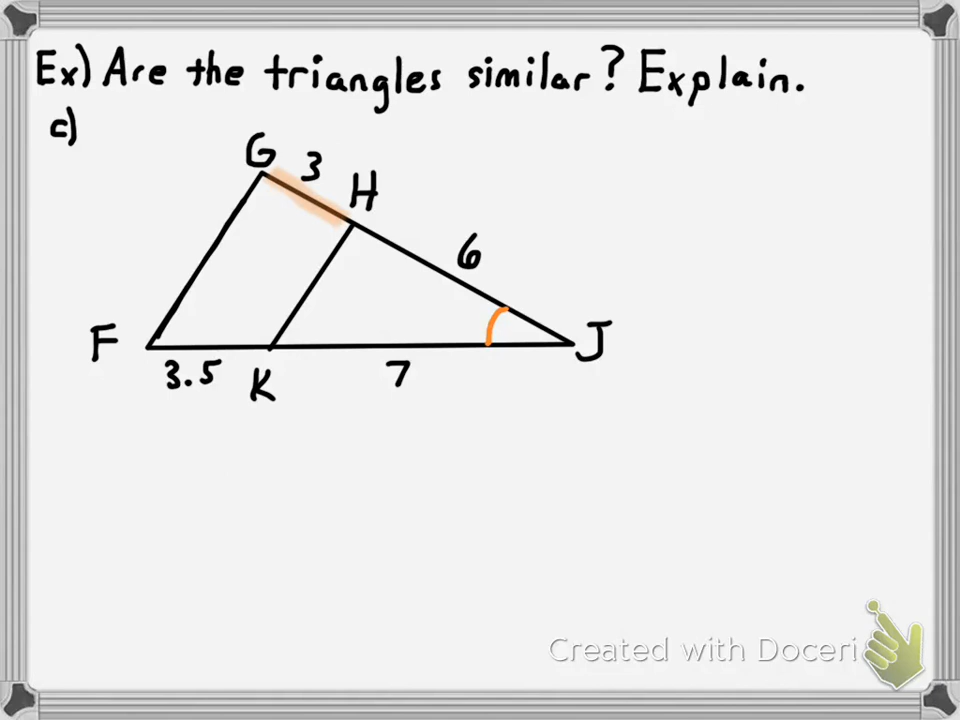 Ex) Are the triangles similar? Explain.
c)
G
3
H
6
F
J
3.5
K
7
Created with Doceri